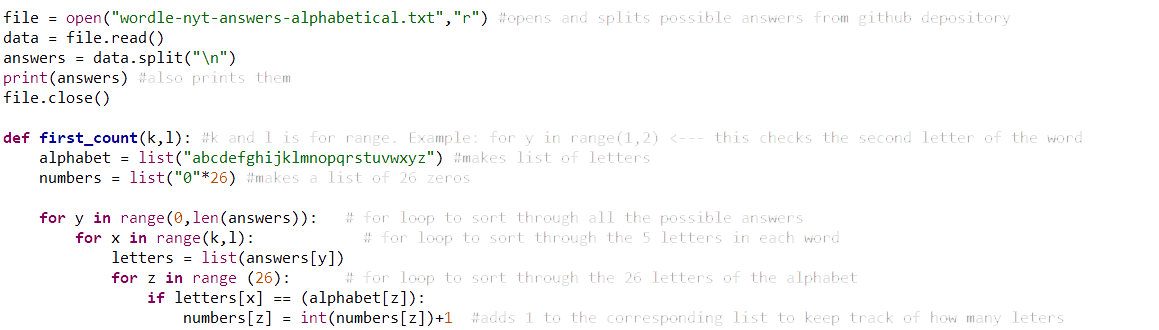 file = open("wordle-nyt-answers-alphabetical.txt","r") #opens and splits possible answers from github depository
data = file.read()
answers = data.split("\n")
print(answers) #also prints them
file.close()

def first_count(k,l): #k and l is for range. Example: for y in range(1,2) <--- this checks the second letter of the word
    alphabet = list("abcdefghijklmnopqrstuvwxyz") #makes list of letters
    numbers = list("0"*26) #makes a list of 26 zeros

    for y in range(0,len(answers)):   # for loop to sort through all the possible answers
        for x in range(k,l):            # for loop to sort through the 5 letters in each word
            letters = list(answers[y])
            for z in range (26):      # for loop to sort through the 26 letters of the alphabet
                if letters[x] == (alphabet[z]):
                    numbers[z] = int(numbers[z])+1  #adds 1 to the corresponding list to keep track of how many leters